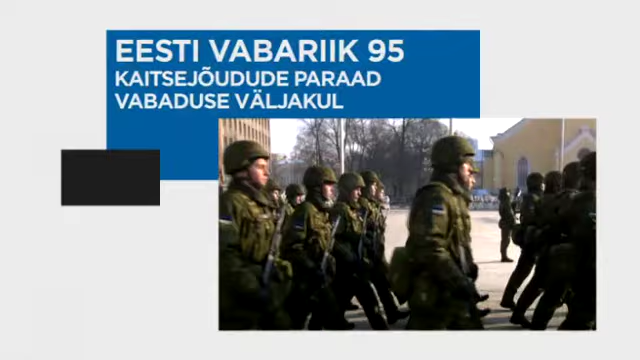 EESTI VABARIIK 95
KAITSEJÕUDUDE PARAAD
VABADUSE VÄLJAKUL